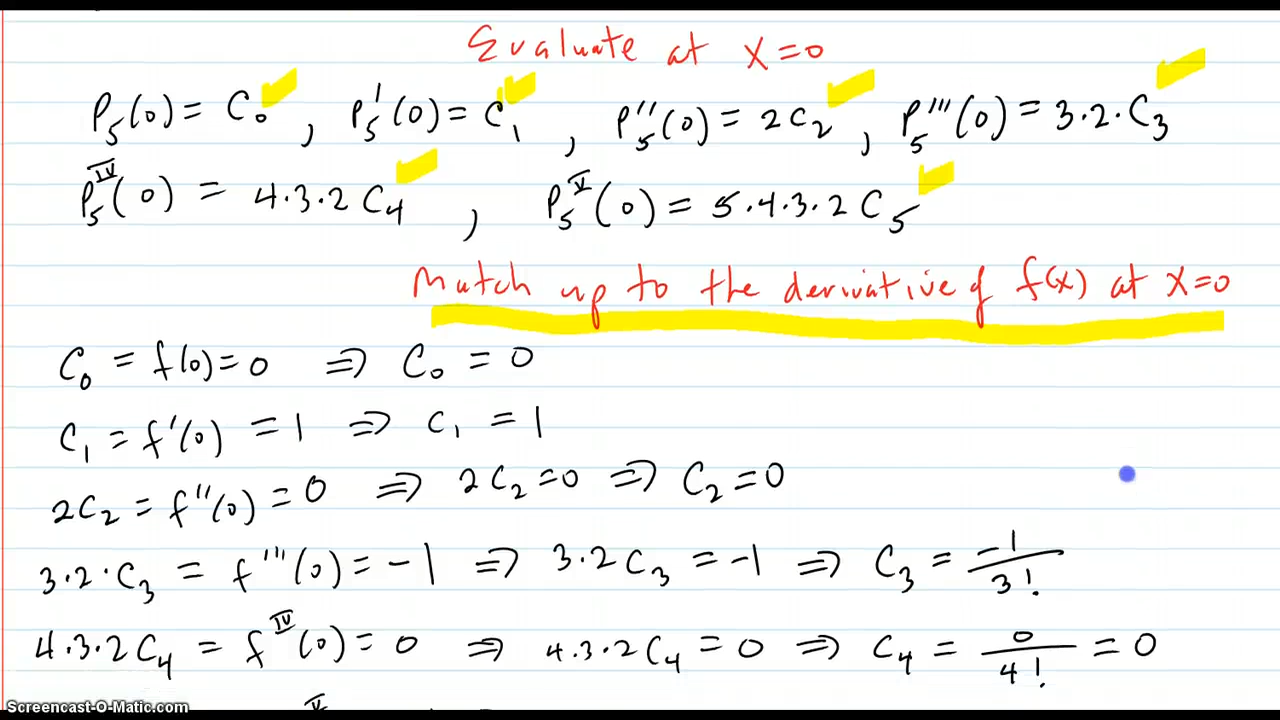 Evaluate at x=0
P₅(0) = C₀ , P₅'(0) = C₁ , P₅''(0) = 2C₂ , P₅'''(0) = 3·2·C₃
P₅^IV(0) = 4·3·2 C₄ , P₅^V(0) = 5·4·3·2 C₅
Match up to the derivative of f(x) at x=0
C₀ = f(0) = 0 ⇒ C₀ = 0
C₁ = f'(0) = 1 ⇒ C₁ = 1
2C₂ = f''(0) = 0 ⇒ 2C₂ = 0 ⇒ C₂ = 0
3·2·C₃ = f'''(0) = -1 ⇒ 3·2C₃ = -1 ⇒ C₃ = -1/3!
4·3·2C₄ = f^IV(0) = 0 ⇒ 4·3·2C₄ = 0 ⇒ C₄ = 0/4! = 0
Screencast-O-Matic.com